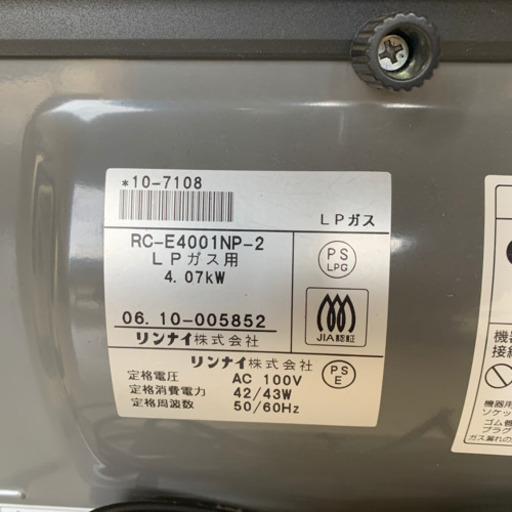 *10-7108
LPガス
RC-E4001NP-2
LPガス用
4.07kW
PS
LPG
JIA認証
06.10-005852
リンナイ株式会社
リンナイ株式会社
定格電圧 AC 100V
定格消費電力 42/43W
定格周波数 50/60Hz
PS
E
機器
接続
機器用
ソケッ
ゴム管
プラグ
ガス漏れの